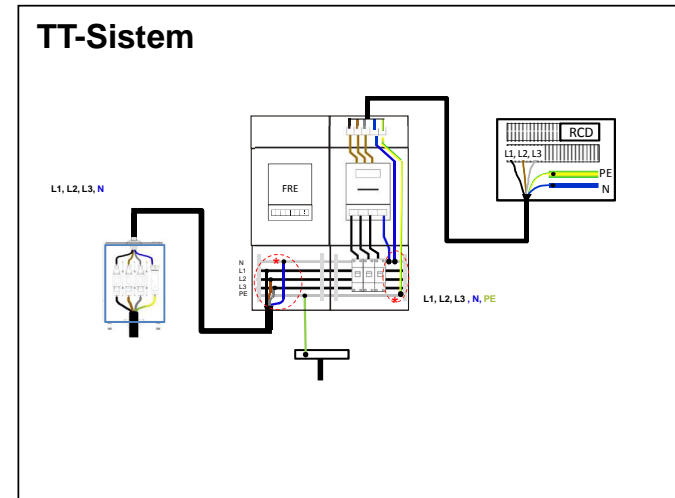 TT-Sistem
RCD
L1, L2, L3
PE
N
FRE
L1, L2, L3, N
N
L1
L2
L3
PE
*
*
L1, L2, L3 , N, PE